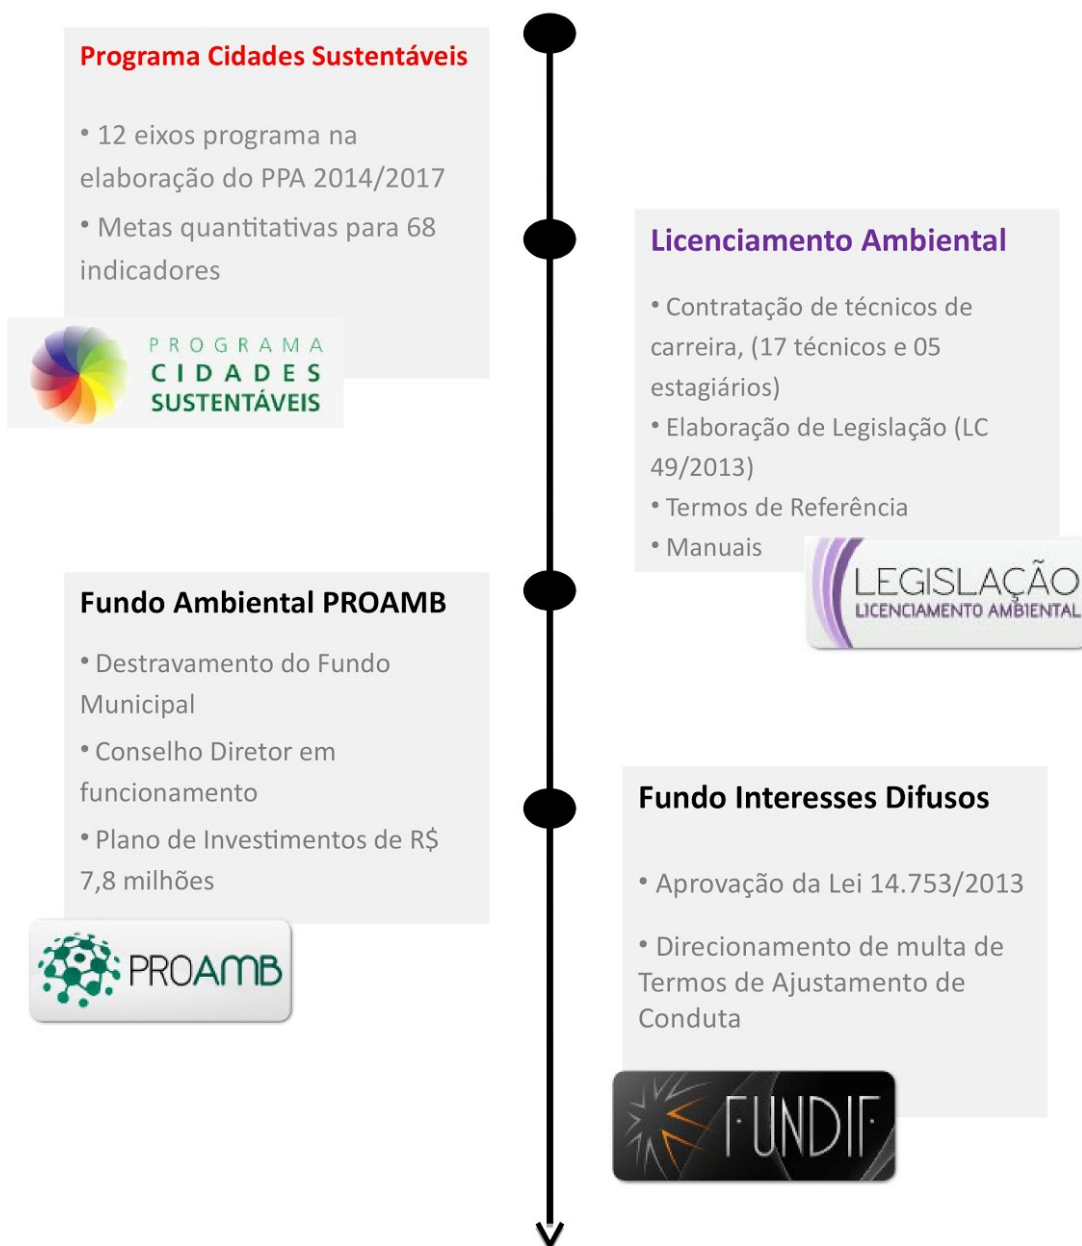 Programa Cidades Sustentáveis
• 12 eixos programa na
elaboração do PPA 2014/2017
• Metas quantitativas para 68
indicadores
PROGRAMA
CIDADES
SUSTENTÁVEIS
Licenciamento Ambiental
• Contratação de técnicos de
carreira, (17 técnicos e 05
estagiários)
• Elaboração de Legislação (LC
49/2013)
• Termos de Referência
• Manuais
LEGISLAÇÃO
LICENCIAMENTO AMBIENTAL
Fundo Ambiental PROAMB
• Destravamento do Fundo
Municipal
• Conselho Diretor em
funcionamento
• Plano de Investimentos de R$
7,8 milhões
PROAMB
Fundo Interesses Difusos
• Aprovação da Lei 14.753/2013
• Direcionamento de multa de
Termos de Ajustamento de
Conduta
FUNDIF